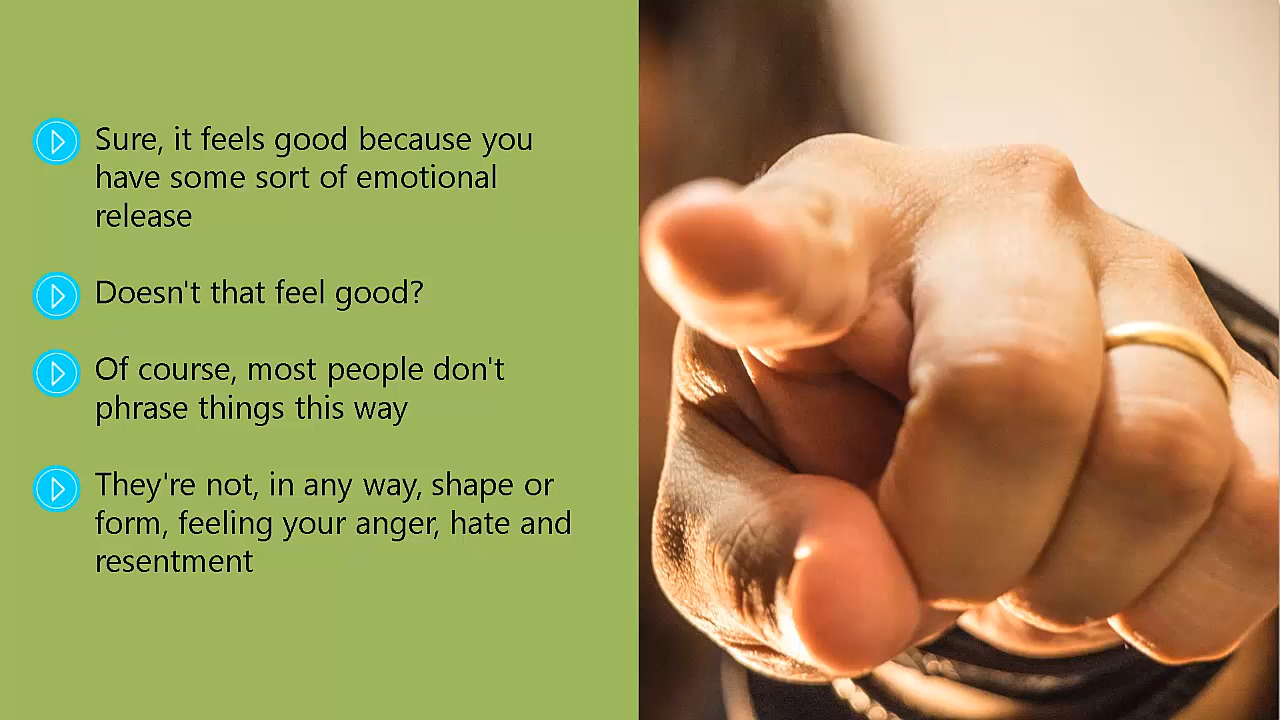 Sure, it feels good because you
have some sort of emotional
release
Doesn't that feel good?
Of course, most people don't
phrase things this way
They're not, in any way, shape or
form, feeling your anger, hate and
resentment